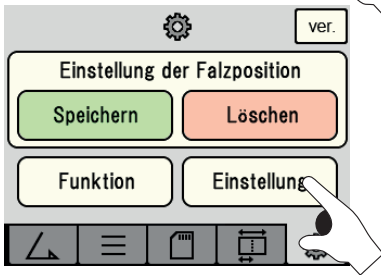 ver.
Einstellung der Falzposition
Speichern
Löschen
Funktion
Einstellung